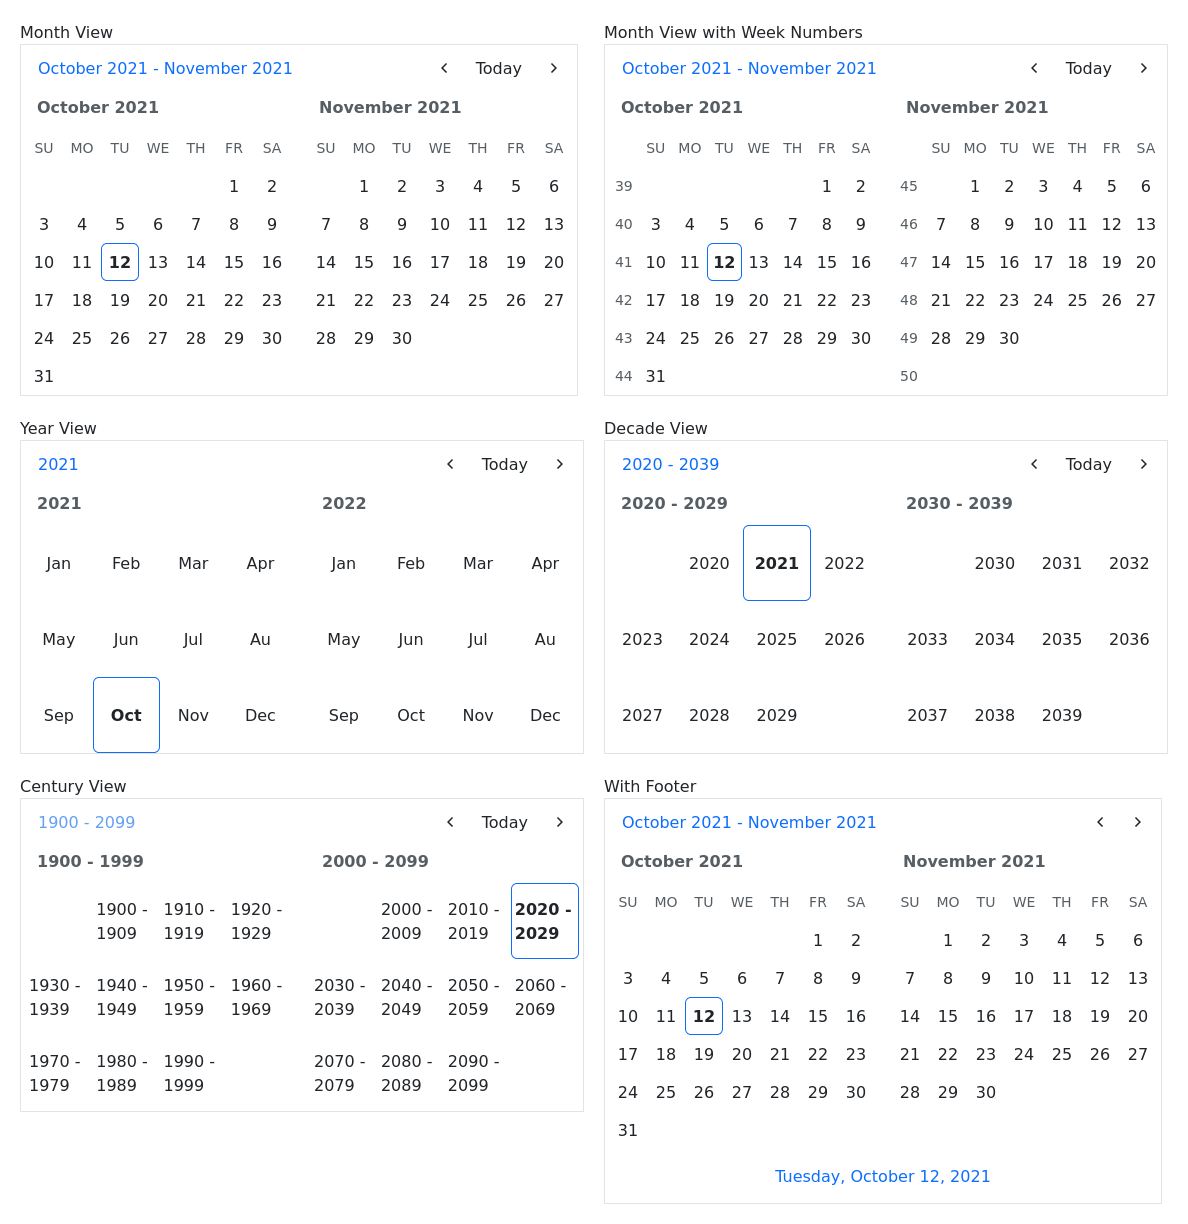 Month View
October 2021 - November 2021 Today
October 2021 November 2021
SU MO TU WE TH FR SA SU MO TU WE TH FR SA
1 2 1 2 3 4 5 6
3 4 5 6 7 8 9 7 8 9 10 11 12 13
10 11 12 13 14 15 16 14 15 16 17 18 19 20
17 18 19 20 21 22 23 21 22 23 24 25 26 27
24 25 26 27 28 29 30 28 29 30
31
Month View with Week Numbers
October 2021 - November 2021 Today
October 2021 November 2021
SU MO TU WE TH FR SA SU MO TU WE TH FR SA
39 1 2 45 1 2 3 4 5 6
40 3 4 5 6 7 8 9 46 7 8 9 10 11 12 13
41 10 11 12 13 14 15 16 47 14 15 16 17 18 19 20
42 17 18 19 20 21 22 23 48 21 22 23 24 25 26 27
43 24 25 26 27 28 29 30 49 28 29 30
44 31 50
Year View
2021 Today
2021 2022
Jan Feb Mar Apr Jan Feb Mar Apr
May Jun Jul Au May Jun Jul Au
Sep Oct Nov Dec Sep Oct Nov Dec
Decade View
2020 - 2039 Today
2020 - 2029 2030 - 2039
2020 2021 2022 2030 2031 2032
2023 2024 2025 2026 2033 2034 2035 2036
2027 2028 2029 2037 2038 2039
Century View
1900 - 2099 Today
1900 - 1999 2000 - 2099
1900 - 1910 - 1920 - 2000 - 2010 - 2020 -
1909 1919 1929 2009 2019 2029
1930 - 1940 - 1950 - 1960 - 2030 - 2040 - 2050 - 2060 -
1939 1949 1959 1969 2039 2049 2059 2069
1970 - 1980 - 1990 - 2070 - 2080 - 2090 -
1979 1989 1999 2079 2089 2099
With Footer
October 2021 - November 2021
October 2021 November 2021
SU MO TU WE TH FR SA SU MO TU WE TH FR SA
1 2 1 2 3 4 5 6
3 4 5 6 7 8 9 7 8 9 10 11 12 13
10 11 12 13 14 15 16 14 15 16 17 18 19 20
17 18 19 20 21 22 23 21 22 23 24 25 26 27
24 25 26 27 28 29 30 28 29 30
31
Tuesday, October 12, 2021